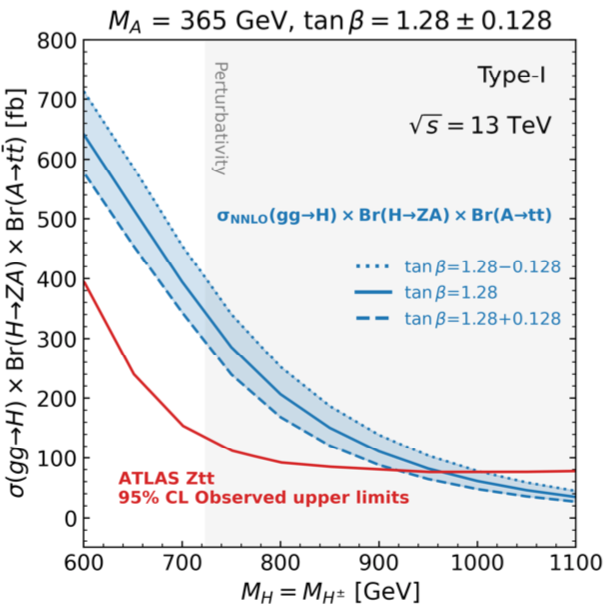 M_A = 365 GeV, tan β = 1.28 ± 0.128
σ(gg→H) × Br(H→ZA) × Br(A→tt̄) [fb]
800
700
600
500
400
300
200
100
0
Perturbativity
Type-I
√s = 13 TeV
σ_NNLO(gg→H) × Br(H→ZA) × Br(A→tt)
tan β=1.28−0.128
tan β=1.28
tan β=1.28+0.128
ATLAS Ztt
95% CL Observed upper limits
600 700 800 900 1000 1100
M_H = M_H± [GeV]